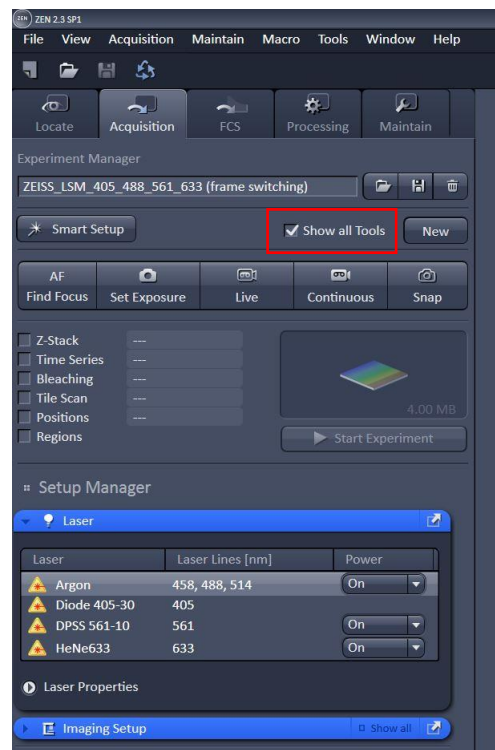 ZEN ZEN 2.3 SP1
File View Acquisition Maintain Macro Tools Window Help
Locate Acquisition FCS Processing Maintain
Experiment Manager
ZEISS_LSM_405_488_561_633 (frame switching)
Smart Setup Show all Tools New
AF
Find Focus Set Exposure Live Continuous Snap
Z-Stack ---
Time Series ---
Bleaching ---
Tile Scan ---
Positions ---
Regions
4.00 MB
Start Experiment
Setup Manager
Laser
Laser Laser Lines [nm] Power
Argon 458, 488, 514 On
Diode 405-30 405
DPSS 561-10 561 On
HeNe633 633 On
Laser Properties
Imaging Setup Show all